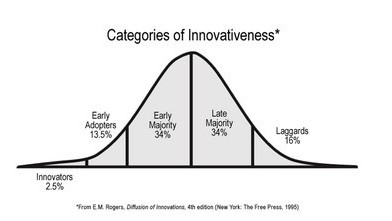 Categories of Innovativeness*
Early
Adopters
13.5%
Early
Majority
34%
Late
Majority
34%
Laggards
16%
Innovators
2.5%
*From E.M. Rogers, Diffusion of Innovations, 4th edition (New York: The Free Press, 1995)